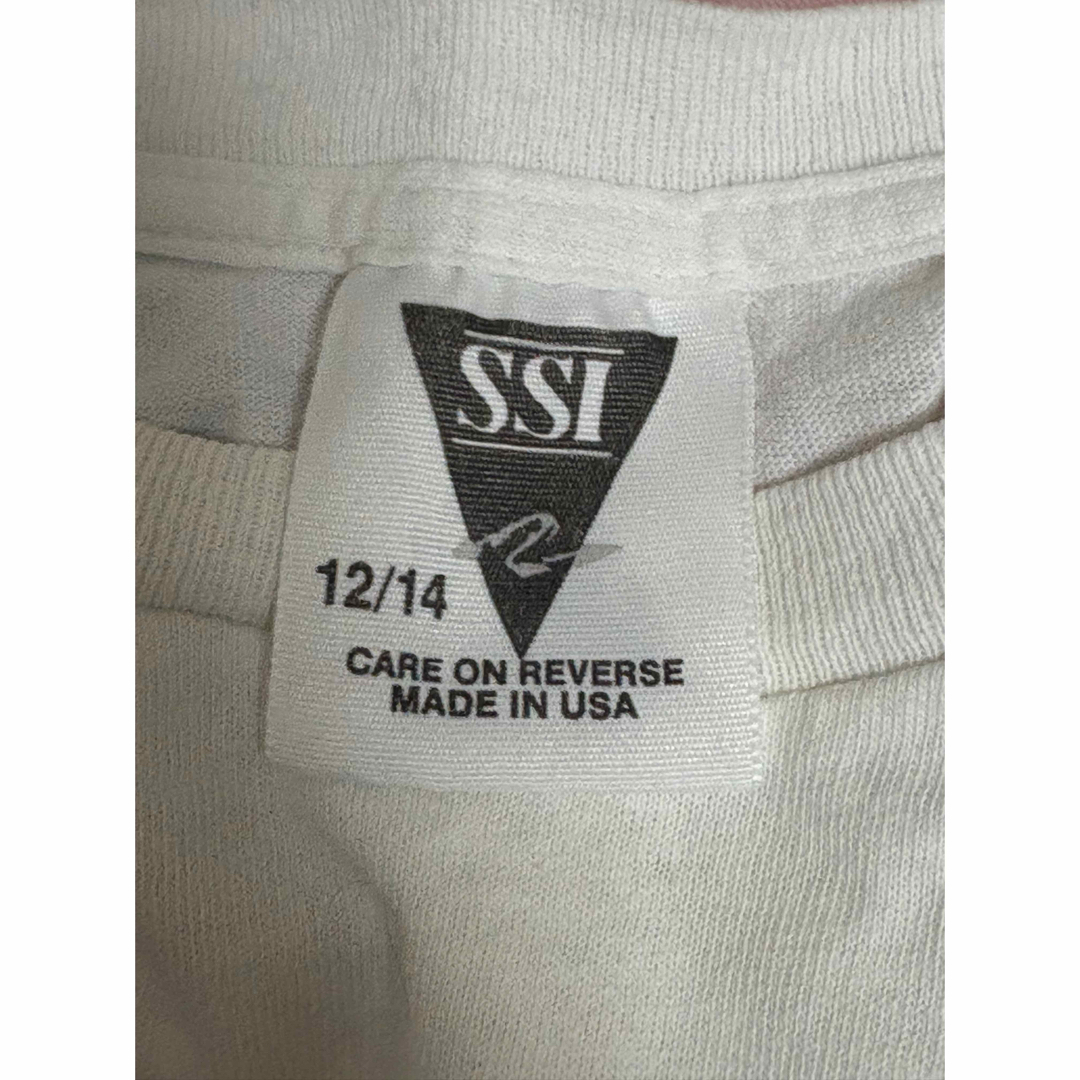 SSI
12/14
CARE ON REVERSE
MADE IN USA